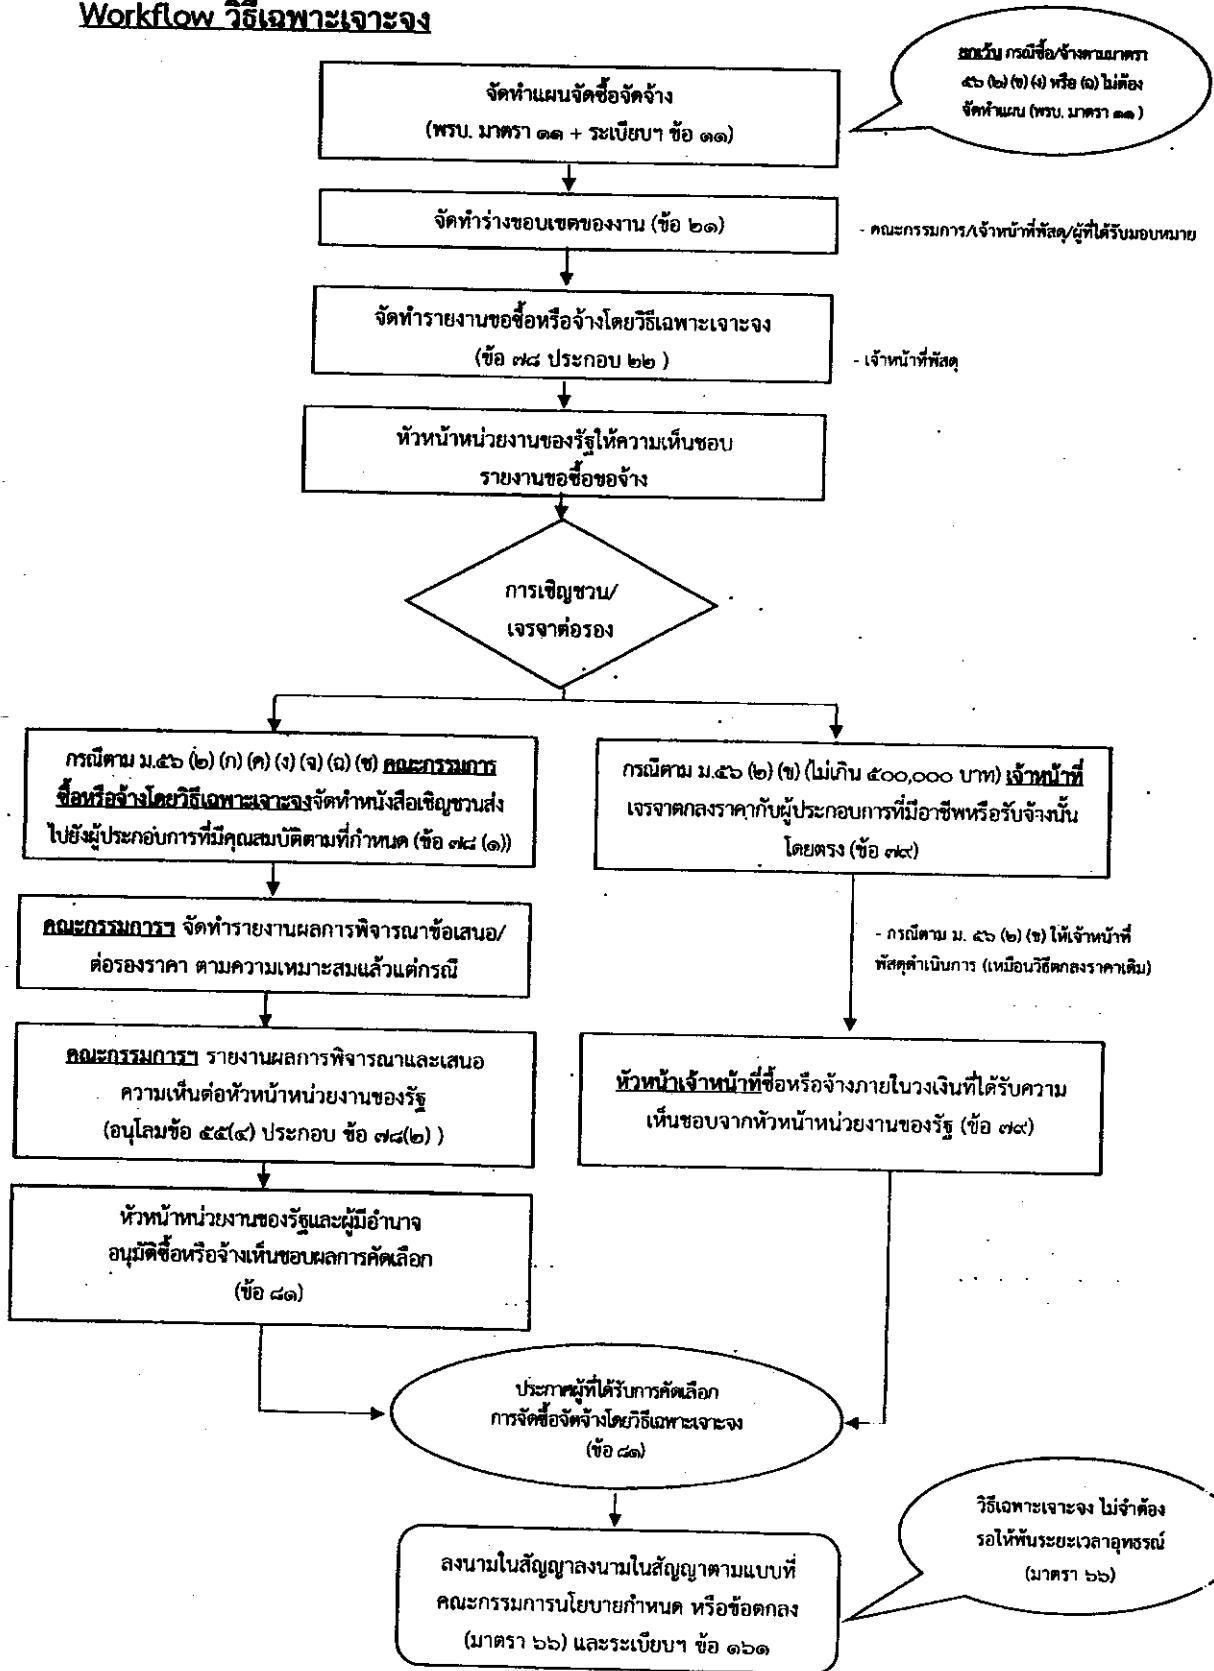 Workflow วิธีเฉพาะเจาะจง
ยกเว้น กรณีซื้อ/จ้างตามมาตรา
๕๖ (๒) (ข) (ง) หรือ (ฉ) ไม่ต้อง
จัดทำแผน (พรบ. มาตรา ๑๑ )
จัดทำแผนจัดซื้อจัดจ้าง
(พรบ. มาตรา ๑๑ + ระเบียบฯ ข้อ ๑๑)
จัดทำร่างขอบเขตของงาน (ข้อ ๒๑)
- คณะกรรมการ/เจ้าหน้าที่พัสดุ/ผู้ที่ได้รับมอบหมาย
จัดทำรายงานขอซื้อหรือจ้างโดยวิธีเฉพาะเจาะจง
(ข้อ ๗๘ ประกอบ ๒๒ )
- เจ้าหน้าที่พัสดุ
หัวหน้าหน่วยงานของรัฐให้ความเห็นชอบ
รายงานขอซื้อขอจ้าง
การเชิญชวน/
เจรจาต่อรอง
กรณีตาม ม.๕๖ (๒) (ก) (ค) (ง) (จ) (ฉ) (ช) คณะกรรมการ
ซื้อหรือจ้างโดยวิธีเฉพาะเจาะจงจัดทำหนังสือเชิญชวนส่ง
ไปยังผู้ประกอบการที่มีคุณสมบัติตามที่กำหนด (ข้อ ๗๘ (๑))
กรณีตาม ม.๕๖ (๒) (ข) (ไม่เกิน ๕๐๐,๐๐๐ บาท) เจ้าหน้าที่
เจรจาตกลงราคากับผู้ประกอบการที่มีอาชีพหรือรับจ้างนั้น
โดยตรง (ข้อ ๗๙)
คณะกรรมการฯ จัดทำรายงานผลการพิจารณาข้อเสนอ/
ต่อรองราคา ตามความเหมาะสมแล้วแต่กรณี
- กรณีตาม ม. ๕๖ (๒) (ข) ให้เจ้าหน้าที่
พัสดุดำเนินการ (เหมือนวิธีตกลงราคาเดิม)
คณะกรรมการฯ รายงานผลการพิจารณาและเสนอ
ความเห็นต่อหัวหน้าหน่วยงานของรัฐ
(อนุโลมข้อ ๕๕(๔) ประกอบ ข้อ ๗๘(๒) )
หัวหน้าเจ้าหน้าที่ซื้อหรือจ้างภายในวงเงินที่ได้รับความ
เห็นชอบจากหัวหน้าหน่วยงานของรัฐ (ข้อ ๗๙)
หัวหน้าหน่วยงานของรัฐและผู้มีอำนาจ
อนุมัติซื้อหรือจ้างเห็นชอบผลการคัดเลือก
(ข้อ ๘๑)
ประกาศผู้ที่ได้รับการคัดเลือก
การจัดซื้อจัดจ้างโดยวิธีเฉพาะเจาะจง
(ข้อ ๘๑)
วิธีเฉพาะเจาะจง ไม่จำต้อง
รอให้พ้นระยะเวลาอุทธรณ์
(มาตรา ๖๖)
ลงนามในสัญญาลงนามในสัญญาตามแบบที่
คณะกรรมการนโยบายกำหนด หรือข้อตกลง
(มาตรา ๖๖) และระเบียบฯ ข้อ ๑๖๑